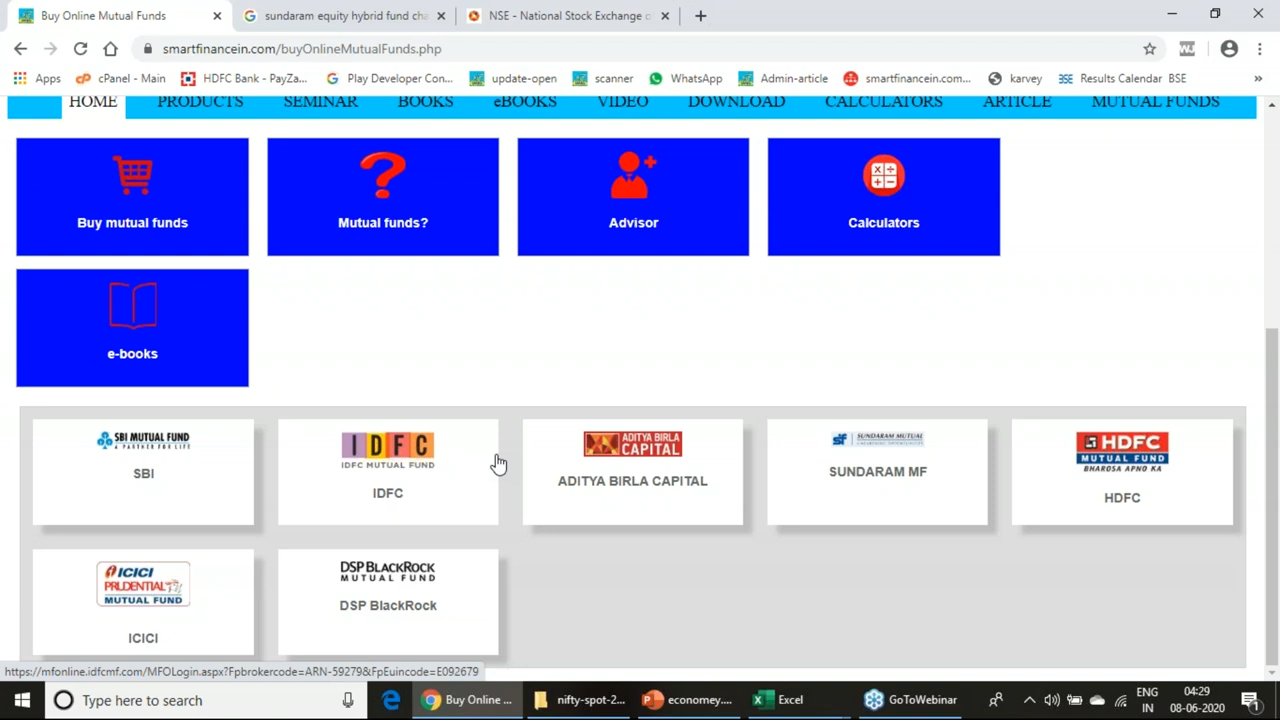 Buy Online Mutual Funds
sundaram equity hybrid fund cha
NSE - National Stock Exchange o
smartfinancein.com/buyOnlineMutualFunds.php
Apps
cPanel - Main
HDFC Bank - PayZa...
Play Developer Con...
update-open
scanner
WhatsApp
Admin-article
smartfinancein.com...
karvey
Results Calendar BSE
»
HOME
PRODUCTS
SEMINAR
BOOKS
eBOOKS
VIDEO
DOWNLOAD
CALCULATORS
ARTICLE
MUTUAL FUNDS
Buy mutual funds
Mutual funds?
Advisor
Calculators
e-books
SBI MUTUAL FUND
A PARTNER FOR LIFE
SBI
IDFC
IDFC MUTUAL FUND
IDFC
ADITYA BIRLA
CAPITAL
ADITYA BIRLA CAPITAL
SUNDARAM MUTUAL
SUNDARAM MF
HDFC
MUTUAL FUND
BHAROSA APNO KA
HDFC
ICICI
PRUDENTIAL
MUTUAL FUND
ICICI
DSP BLACKROCK
MUTUAL FUND
DSP BlackRock
https://mfonline.idfcmf.com/MFOLogin.aspx?Fpbrokercode=ARN-59279&FpEuincode=E092679
Type here to search
Buy Online ...
nifty-spot-2...
economey....
Excel
GoToWebinar
ENG
IN
04:29
08-06-2020
1